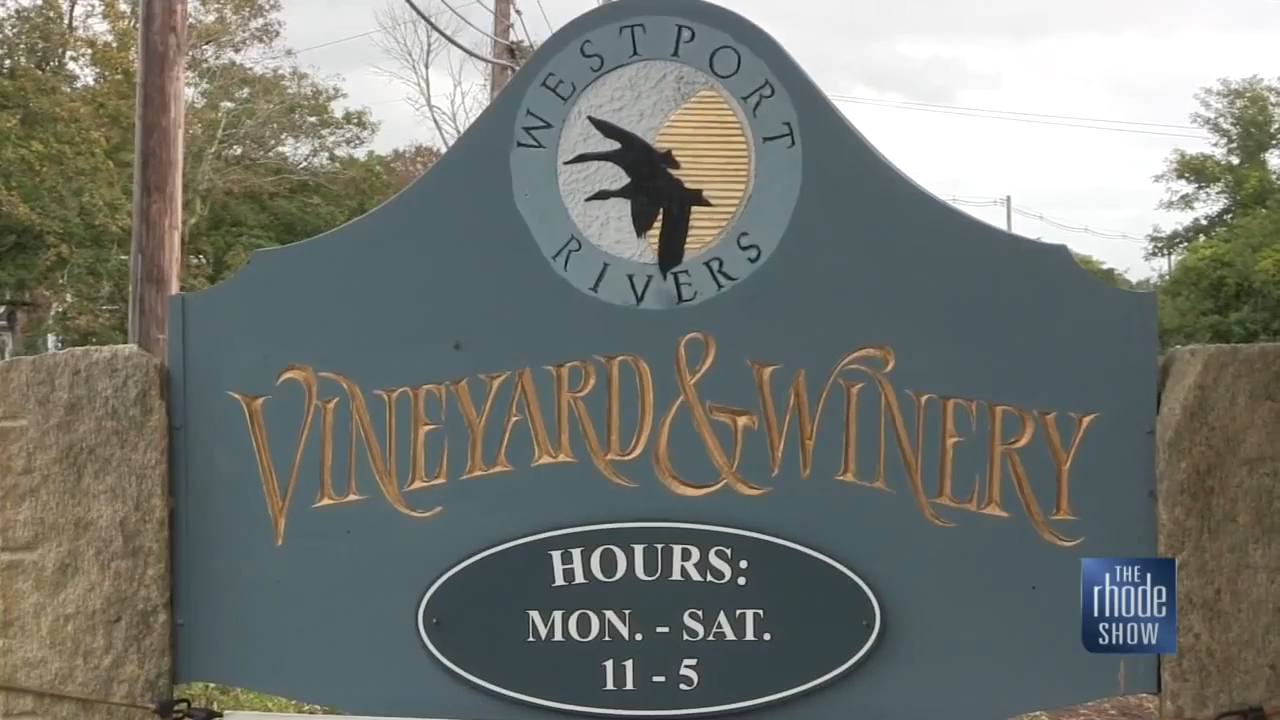 WESTPORT
RIVERS
VINEYARD & WINERY
HOURS:
MON. - SAT.
11 - 5
THE
rhode
SHOW